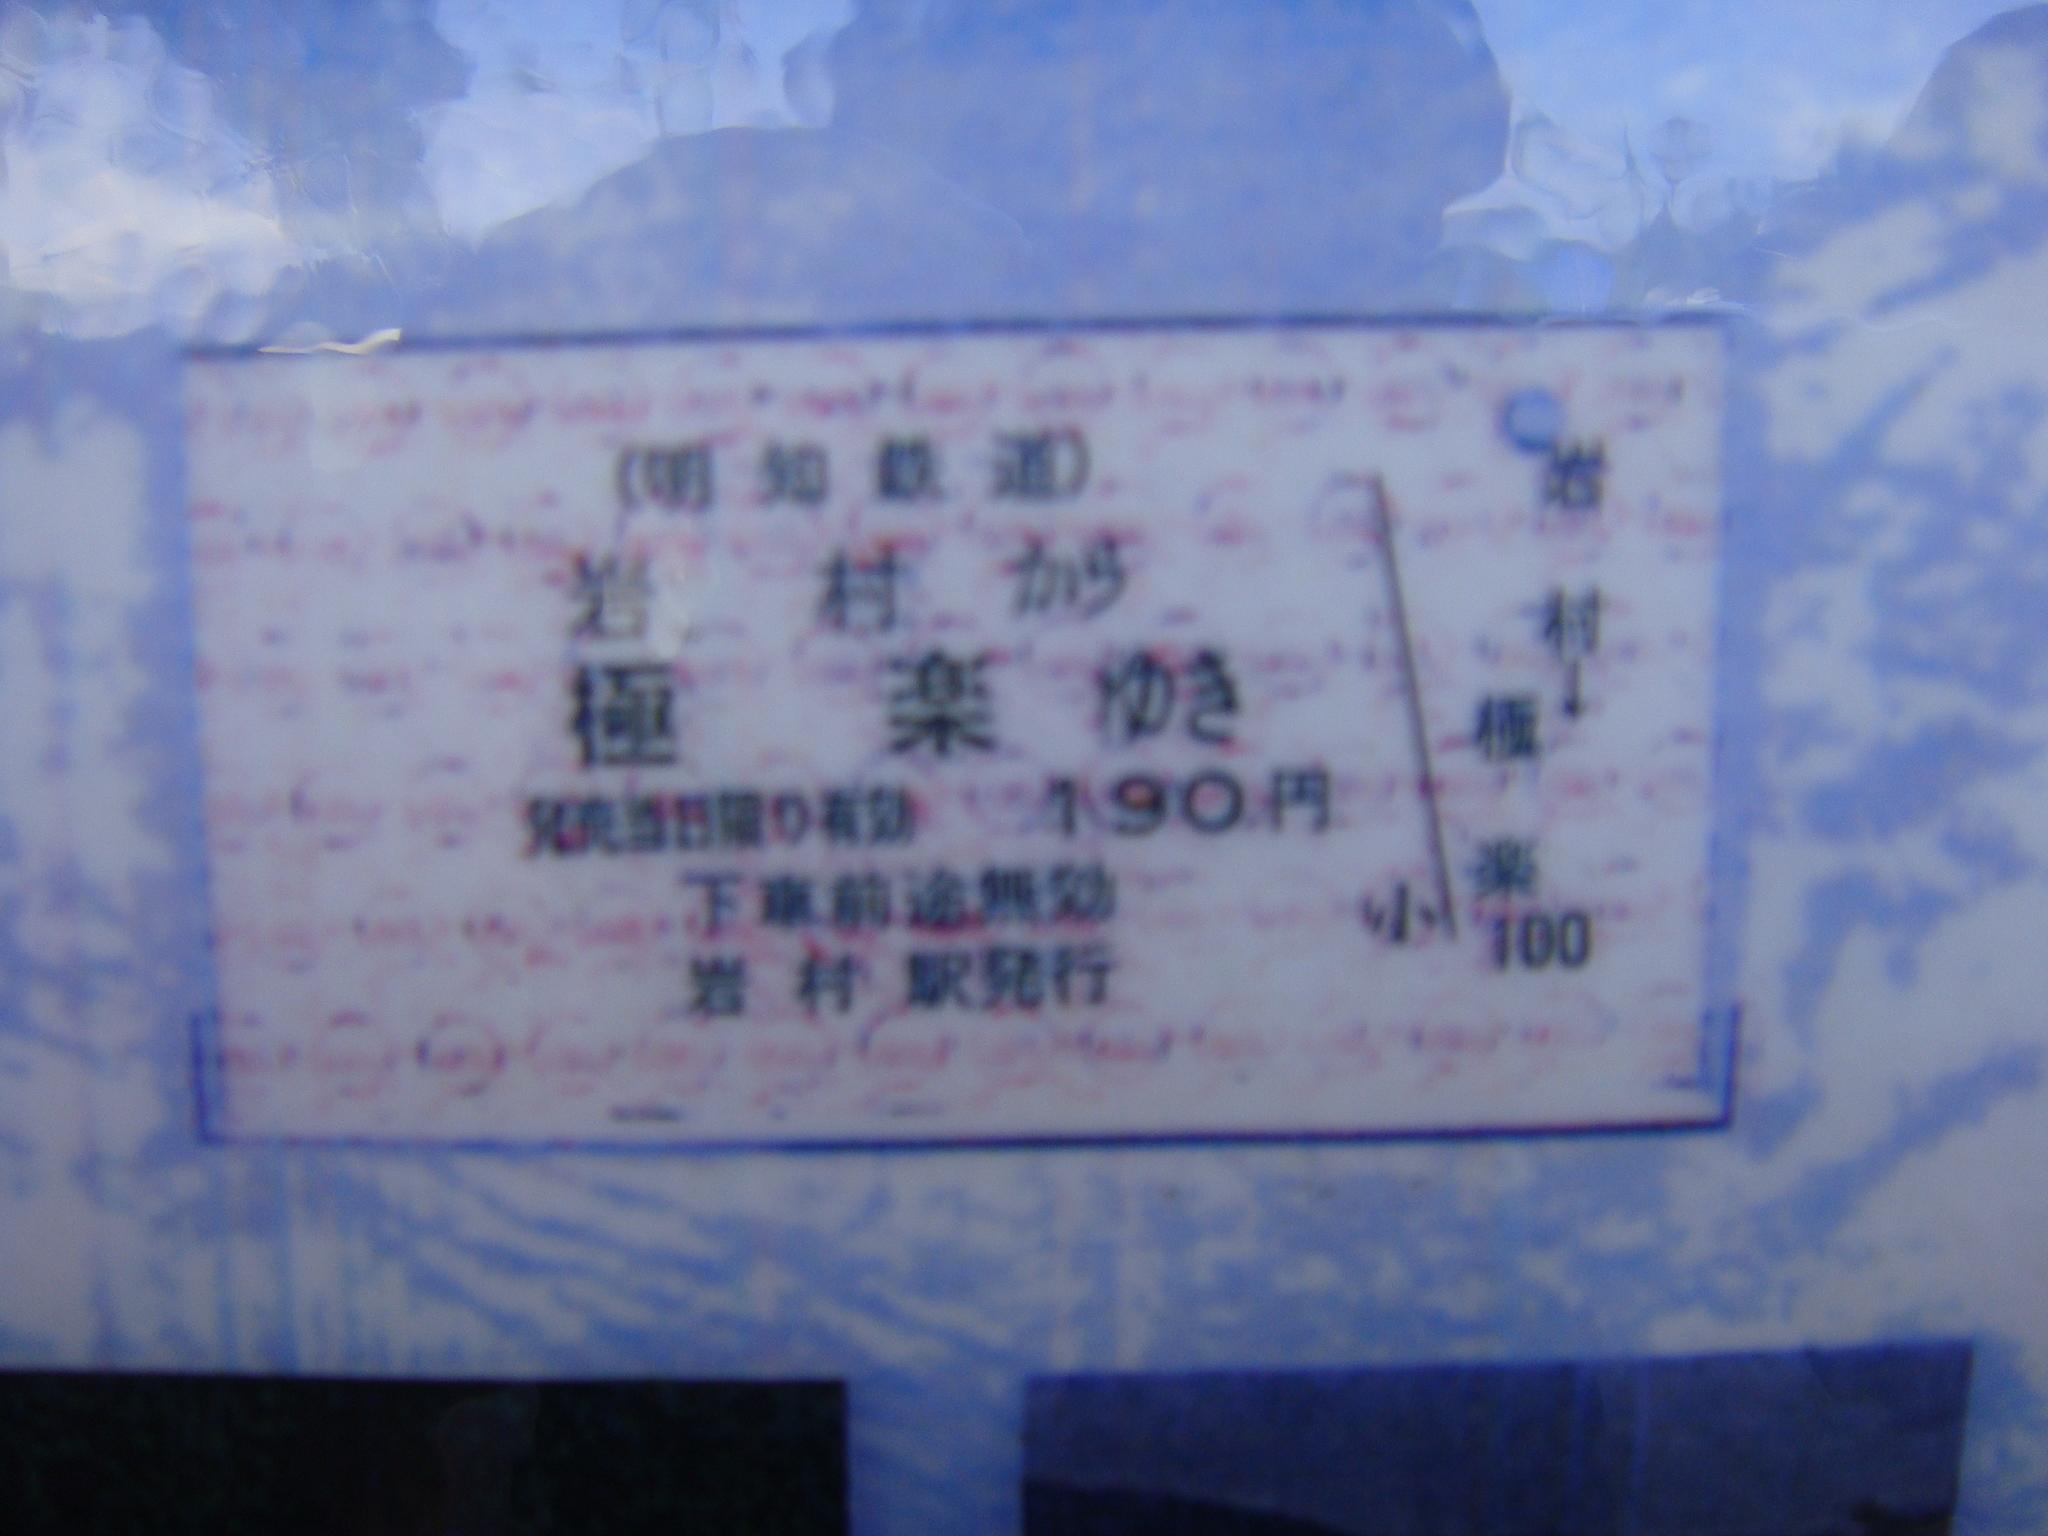 (明知鉄道)
岩村から
極楽ゆき
発売当日限り有効 190円
下車前途無効
岩村駅発行
岩村→極楽
小 100